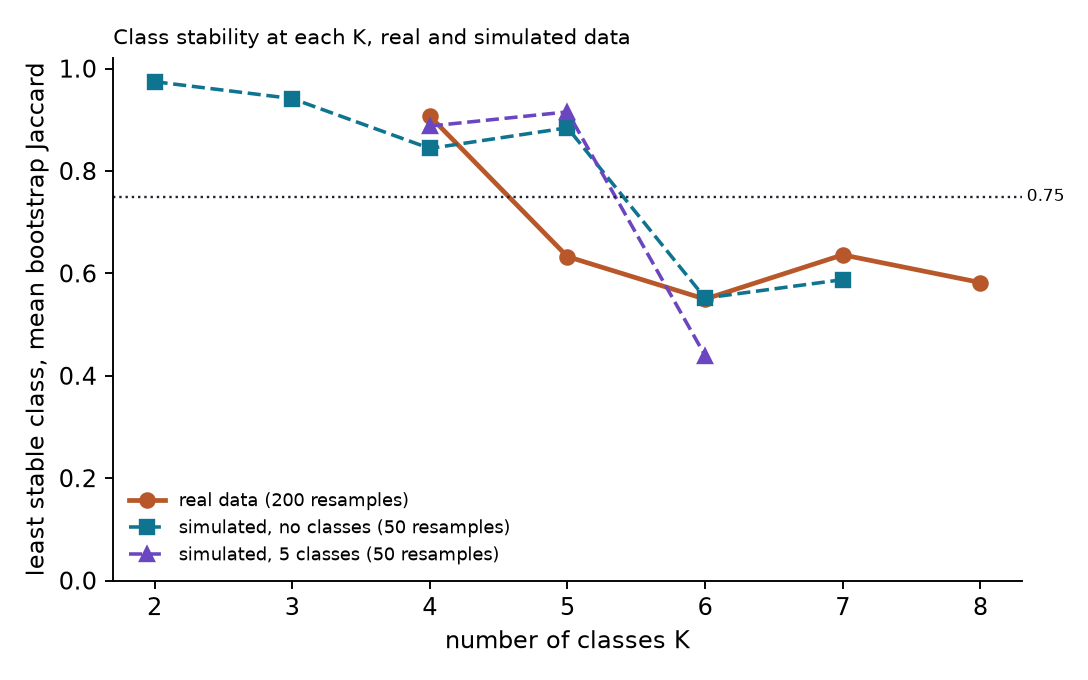 Class stability at each K, real and simulated data
least stable class, mean bootstrap Jaccard
1.0
0.8
0.6
0.4
0.2
0.0
0.75
real data (200 resamples)
simulated, no classes (50 resamples)
simulated, 5 classes (50 resamples)
2 3 4 5 6 7 8
number of classes K